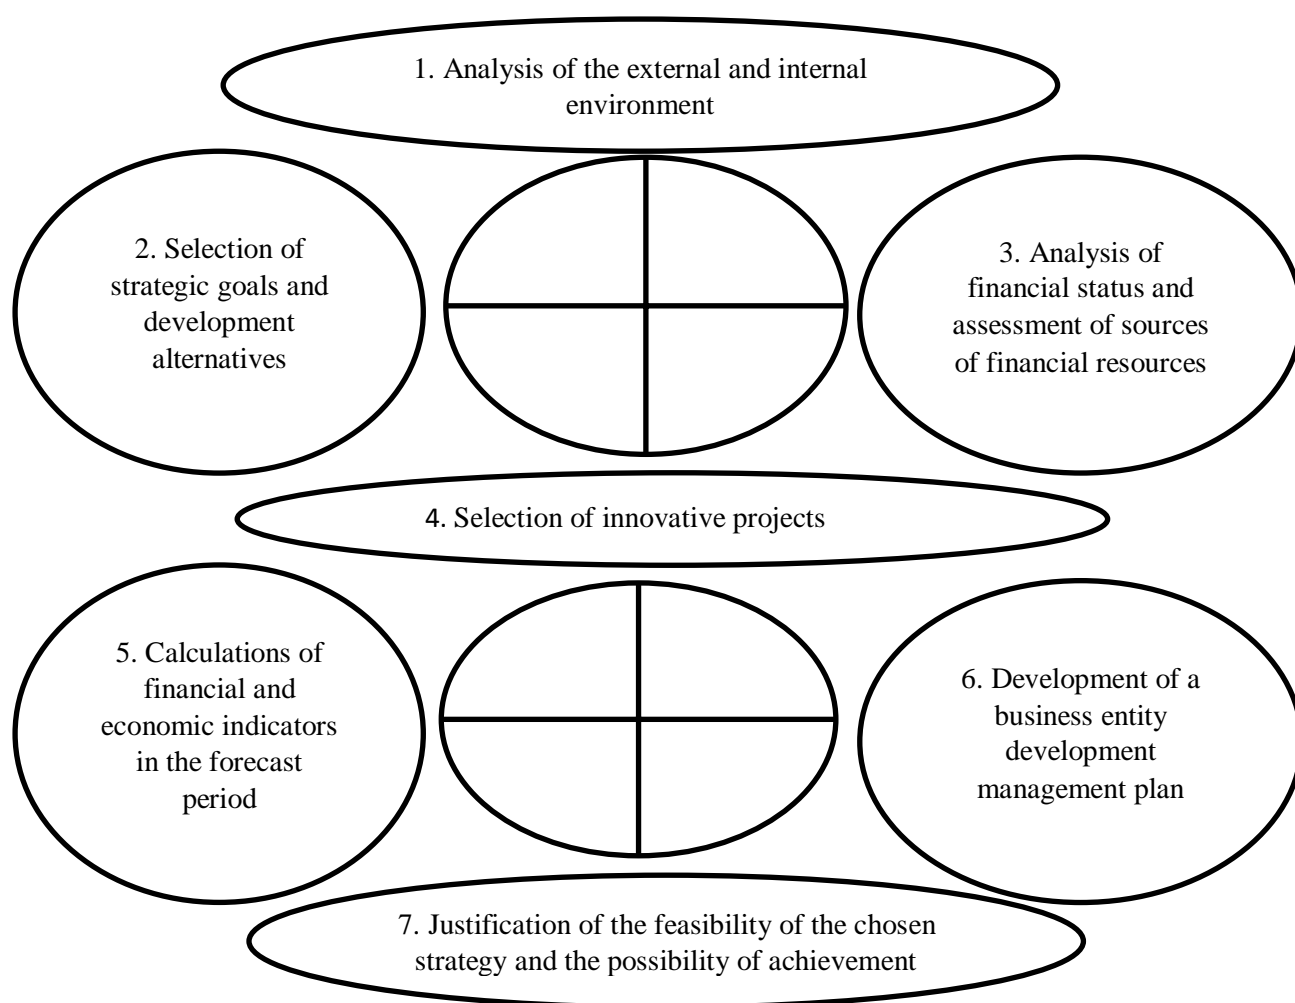 1. Analysis of the external and internal
environment
2. Selection of
strategic goals and
development
alternatives
3. Analysis of
financial status and
assessment of sources
of financial resources
4. Selection of innovative projects
5. Calculations of
financial and
economic indicators
in the forecast
period
6. Development of a
business entity
development
management plan
7. Justification of the feasibility of the chosen
strategy and the possibility of achievement